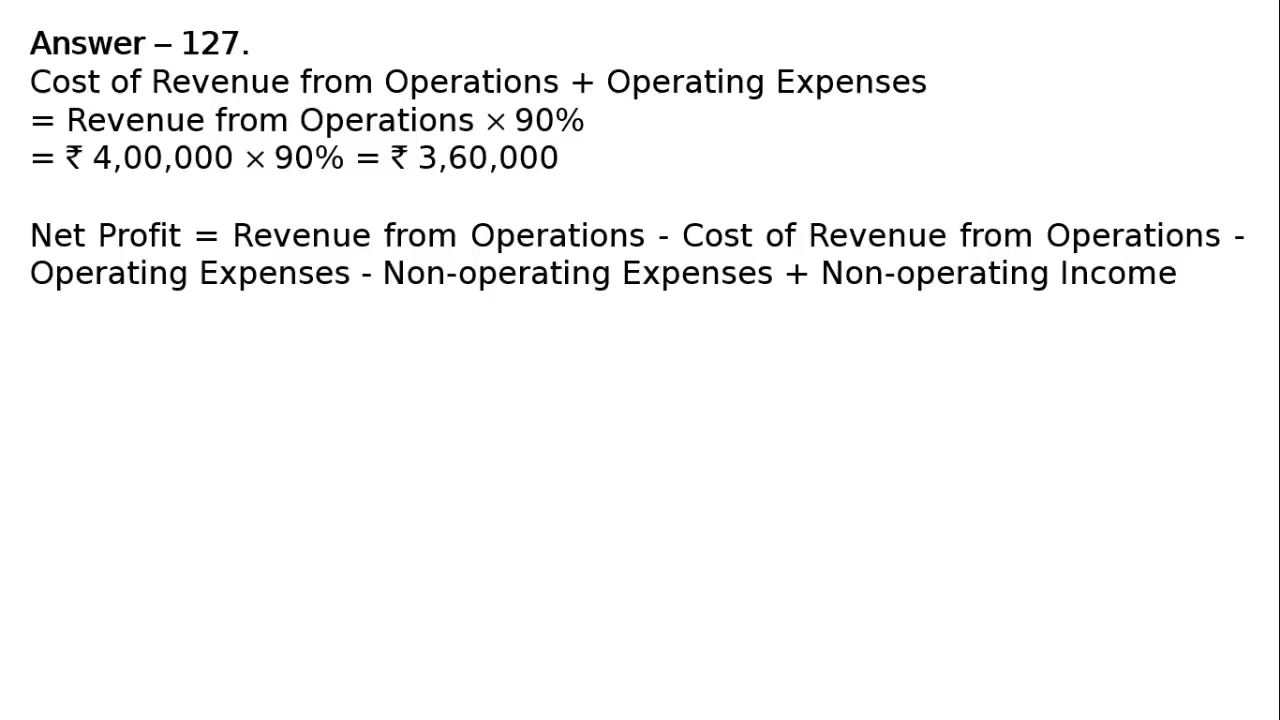 Answer – 127.
Cost of Revenue from Operations + Operating Expenses
= Revenue from Operations × 90%
= ₹ 4,00,000 × 90% = ₹ 3,60,000
Net Profit = Revenue from Operations - Cost of Revenue from Operations -
Operating Expenses - Non-operating Expenses + Non-operating Income